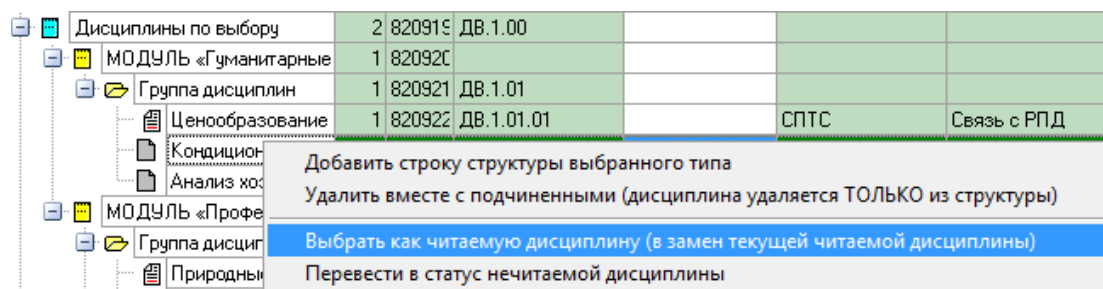 Дисциплины по выбору 2 820919 ДВ.1.00
МОДУЛЬ «Гуманитарные 1 820920
Группа дисциплин 1 820921 ДВ.1.01
Ценообразование 1 820922 ДВ.1.01.01 СПТС Связь с РПД
Кондицион
Добавить строку структуры выбранного типа
Анализ хоз
Удалить вместе с подчиненными (дисциплина удаляется ТОЛЬКО из структуры)
МОДУЛЬ «Профе
Группа дисцип
Выбрать как читаемую дисциплину (в замен текущей читаемой дисциплины)
Природны
Перевести в статус нечитаемой дисциплины